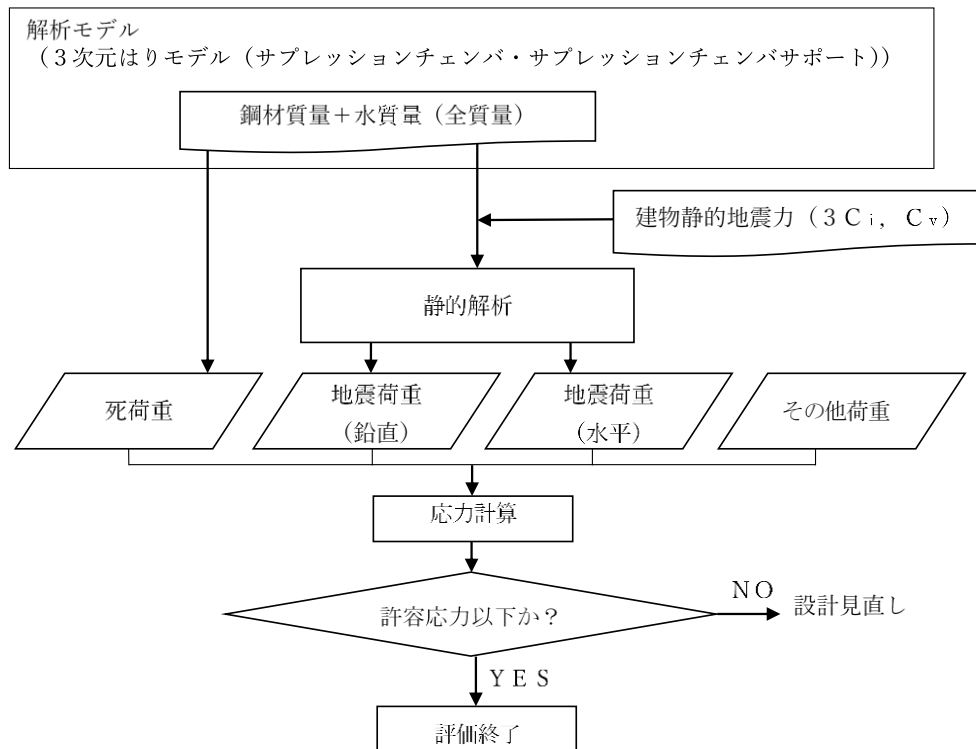 解析モデル
(3次元はりモデル(サプレッションチェンバ・サプレッションチェンバサポート))
鋼材質量+水質量(全質量)
建物静的地震力(3Ci, Cv)
静的解析
死荷重
地震荷重
(鉛直)
地震荷重
(水平)
その他荷重
応力計算
許容応力以下か?
NO
設計見直し
YES
評価終了